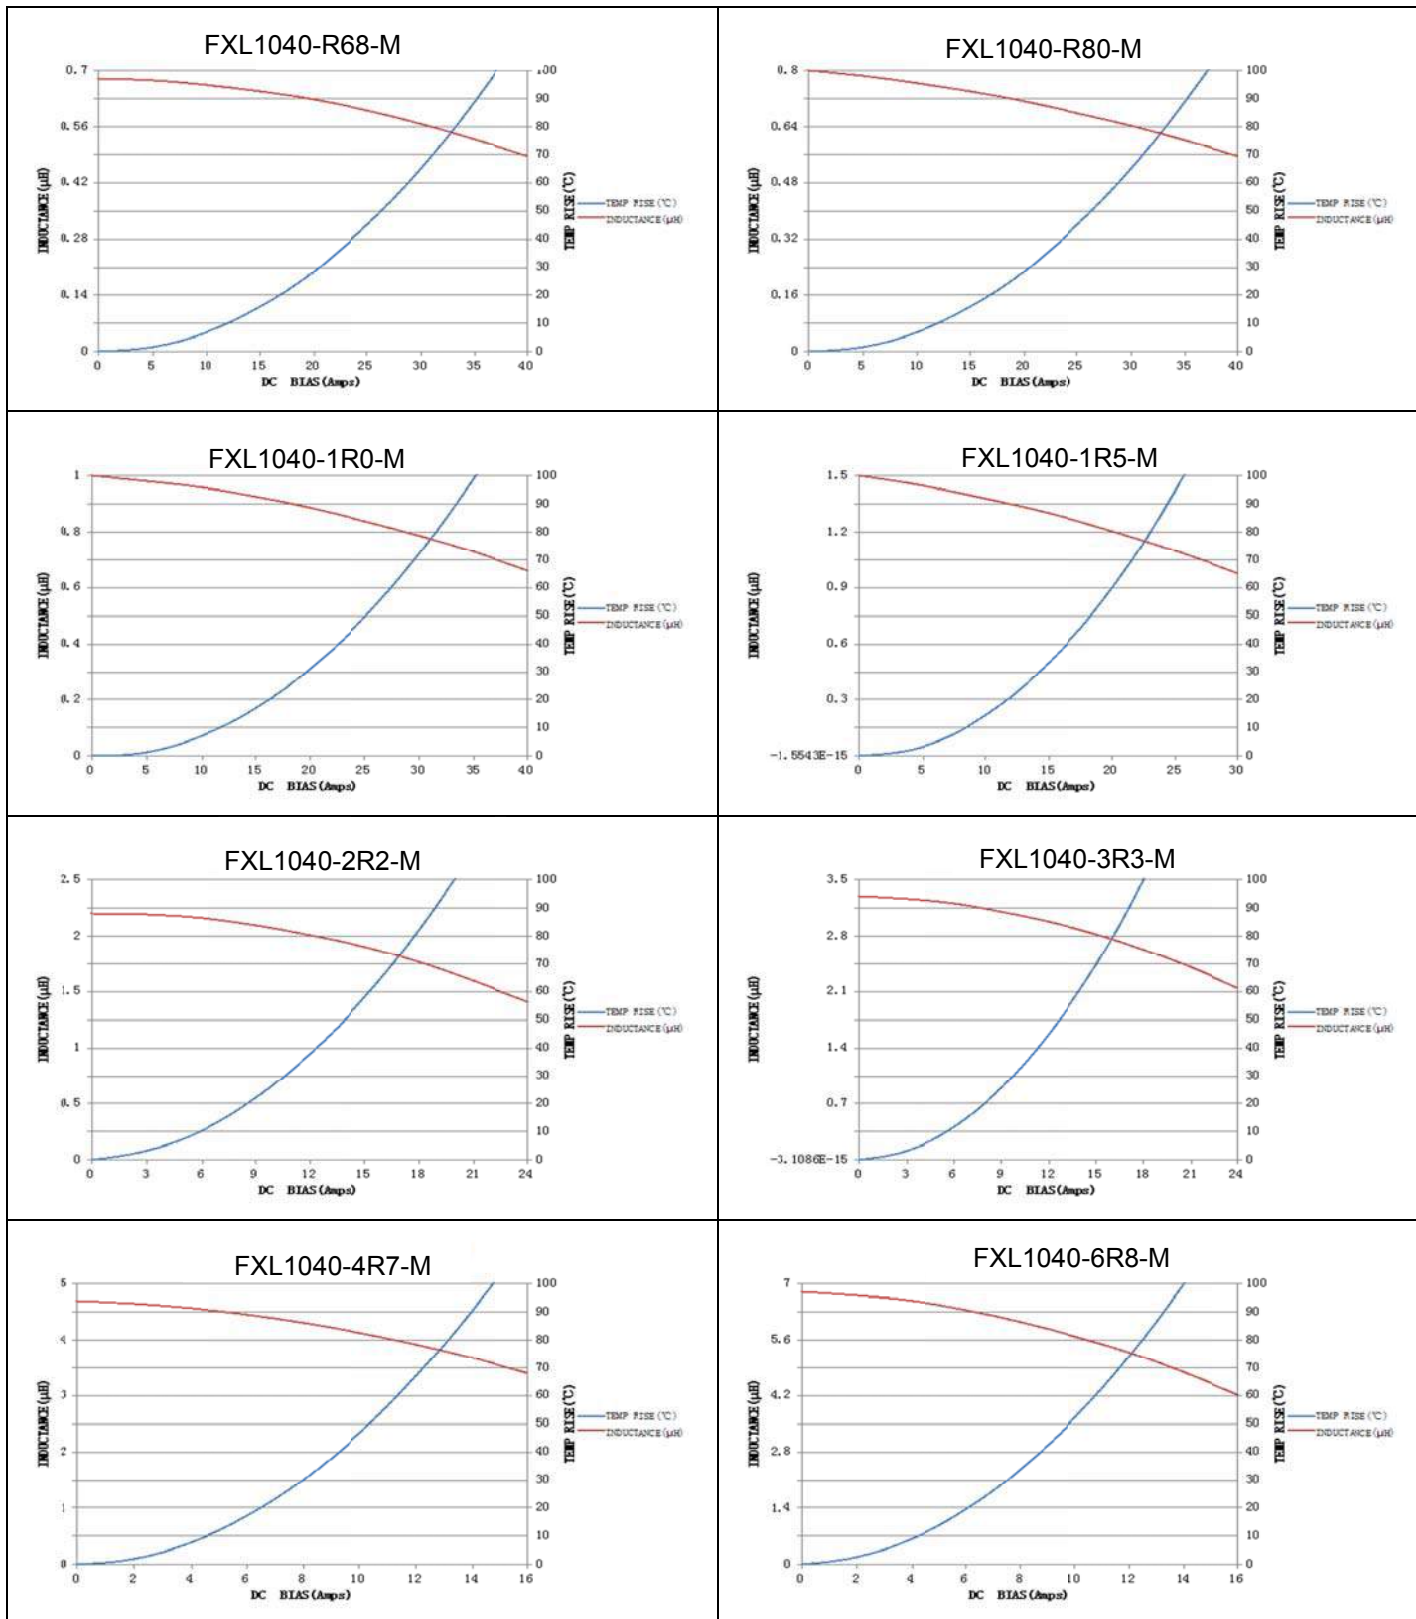 FXL1040-R68-M
0.7
0.56
0.42
0.28
0.14
0
100
90
80
70
60
50
40
30
20
10
0
0 5 10 15 20 25 30 35 40
INDUCTANCE(μH)
TEMP RISE(℃)
DC BIAS(Amps)
TEMP RISE(℃)
INDUCTANCE(μH)
FXL1040-R80-M
0.8
0.64
0.48
0.32
0.16
0
100
90
80
70
60
50
40
30
20
10
0
0 5 10 15 20 25 30 35 40
INDUCTANCE(μH)
TEMP RISE(℃)
DC BIAS(Amps)
TEMP RISE(℃)
INDUCTANCE(μH)
FXL1040-1R0-M
1
0.8
0.6
0.4
0.2
0
100
90
80
70
60
50
40
30
20
10
0
0 5 10 15 20 25 30 35 40
INDUCTANCE(μH)
TEMP RISE(℃)
DC BIAS(Amps)
TEMP RISE(℃)
INDUCTANCE(μH)
FXL1040-1R5-M
1.5
1.2
0.9
0.6
0.3
-1.5543E-15
100
90
80
70
60
50
40
30
20
10
0
0 5 10 15 20 25 30
INDUCTANCE(μH)
TEMP RISE(℃)
DC BIAS(Amps)
TEMP RISE(℃)
INDUCTANCE(μH)
FXL1040-2R2-M
2.5
2
1.5
1
0.5
0
100
90
80
70
60
50
40
30
20
10
0
0 3 6 9 12 15 18 21 24
INDUCTANCE(μH)
TEMP RISE(℃)
DC BIAS(Amps)
TEMP RISE(℃)
INDUCTANCE(μH)
FXL1040-3R3-M
3.5
2.8
2.1
1.4
0.7
-3.1086E-15
100
90
80
70
60
50
40
30
20
10
0
0 3 6 9 12 15 18 21 24
INDUCTANCE(μH)
TEMP RISE(℃)
DC BIAS(Amps)
TEMP RISE(℃)
INDUCTANCE(μH)
FXL1040-4R7-M
5
4
3
2
1
0
100
90
80
70
60
50
40
30
20
10
0
0 2 4 6 8 10 12 14 16
INDUCTANCE(μH)
TEMP RISE(℃)
DC BIAS(Amps)
TEMP RISE(℃)
INDUCTANCE(μH)
FXL1040-6R8-M
7
5.6
4.2
2.8
1.4
0
100
90
80
70
60
50
40
30
20
10
0
0 2 4 6 8 10 12 14 16
INDUCTANCE(μH)
TEMP RISE(℃)
DC BIAS(Amps)
TEMP RISE(℃)
INDUCTANCE(μH)